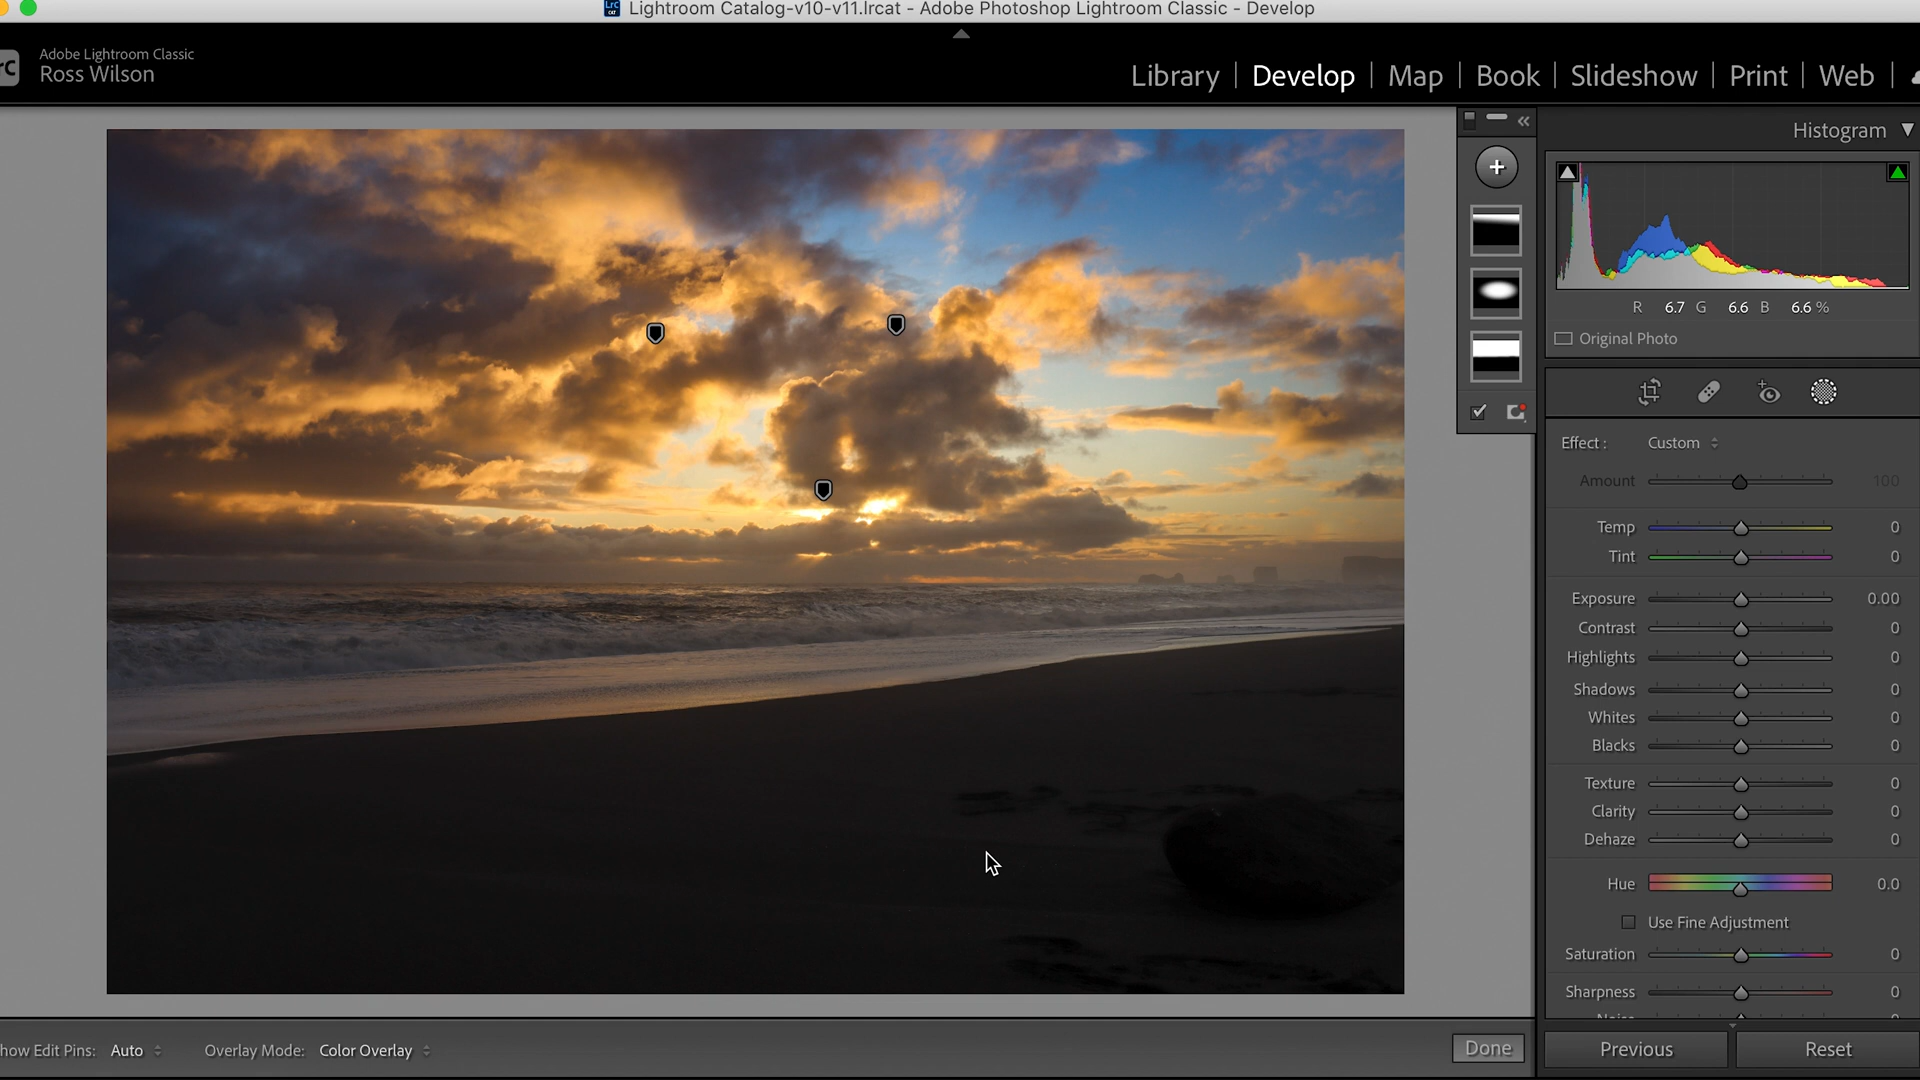 Lightroom Catalog-v10-v11.lrcat - Adobe Photoshop Lightroom Classic - Develop
Adobe Lightroom Classic
Ross Wilson
Library | Develop | Map | Book | Slideshow | Print | Web |
Histogram
R 6.7 G 6.6 B 6.6 %
Original Photo
Effect : Custom
Amount 100
Temp 0
Tint 0
Exposure 0.00
Contrast 0
Highlights 0
Shadows 0
Whites 0
Blacks 0
Texture 0
Clarity 0
Dehaze 0
Hue 0.0
Use Fine Adjustment
Saturation 0
Sharpness 0
how Edit Pins: Auto Overlay Mode: Color Overlay Done Previous Reset